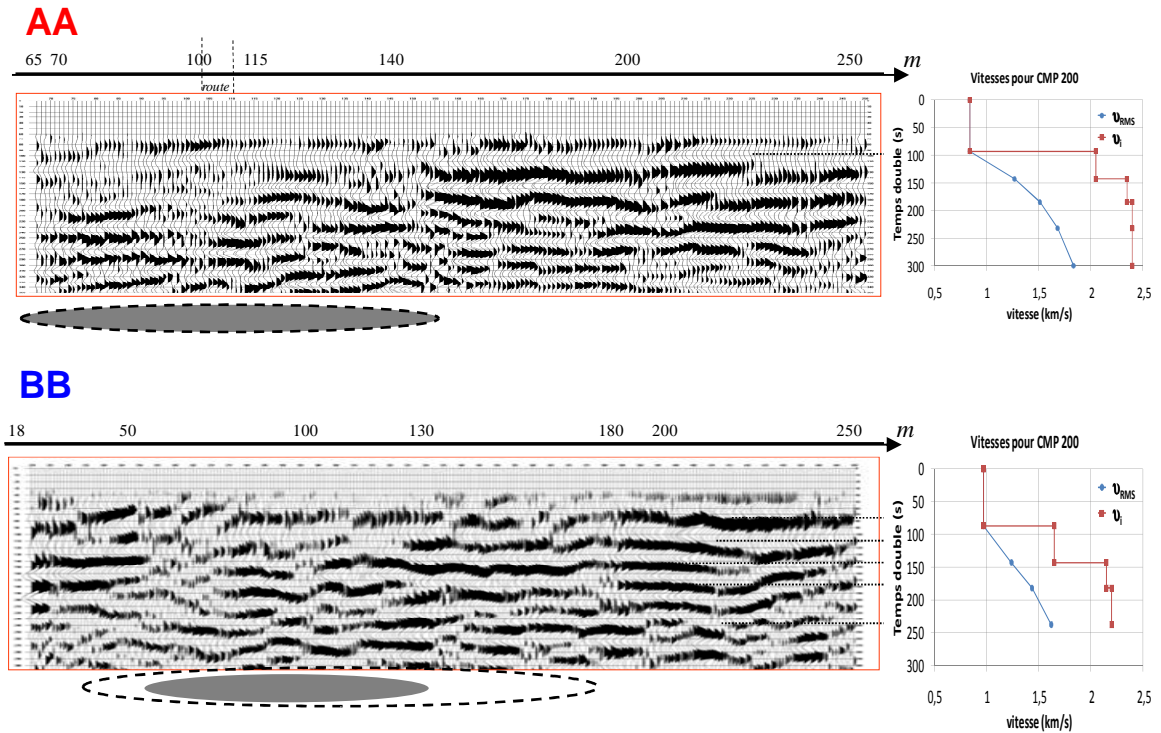 AA
65 70 100 115 140 200 250 m
route
Vitesses pour CMP 200
0
50
100
150
200
250
300
Temps double (s)
υRMS
υi
0,5 1 1,5 2 2,5
vitesse (km/s)
BB
18 50 100 130 180 200 250 m
Vitesses pour CMP 200
0
50
100
150
200
250
300
Temps double (s)
υRMS
υi
0,5 1 1,5 2 2,5
vitesse (km/s)